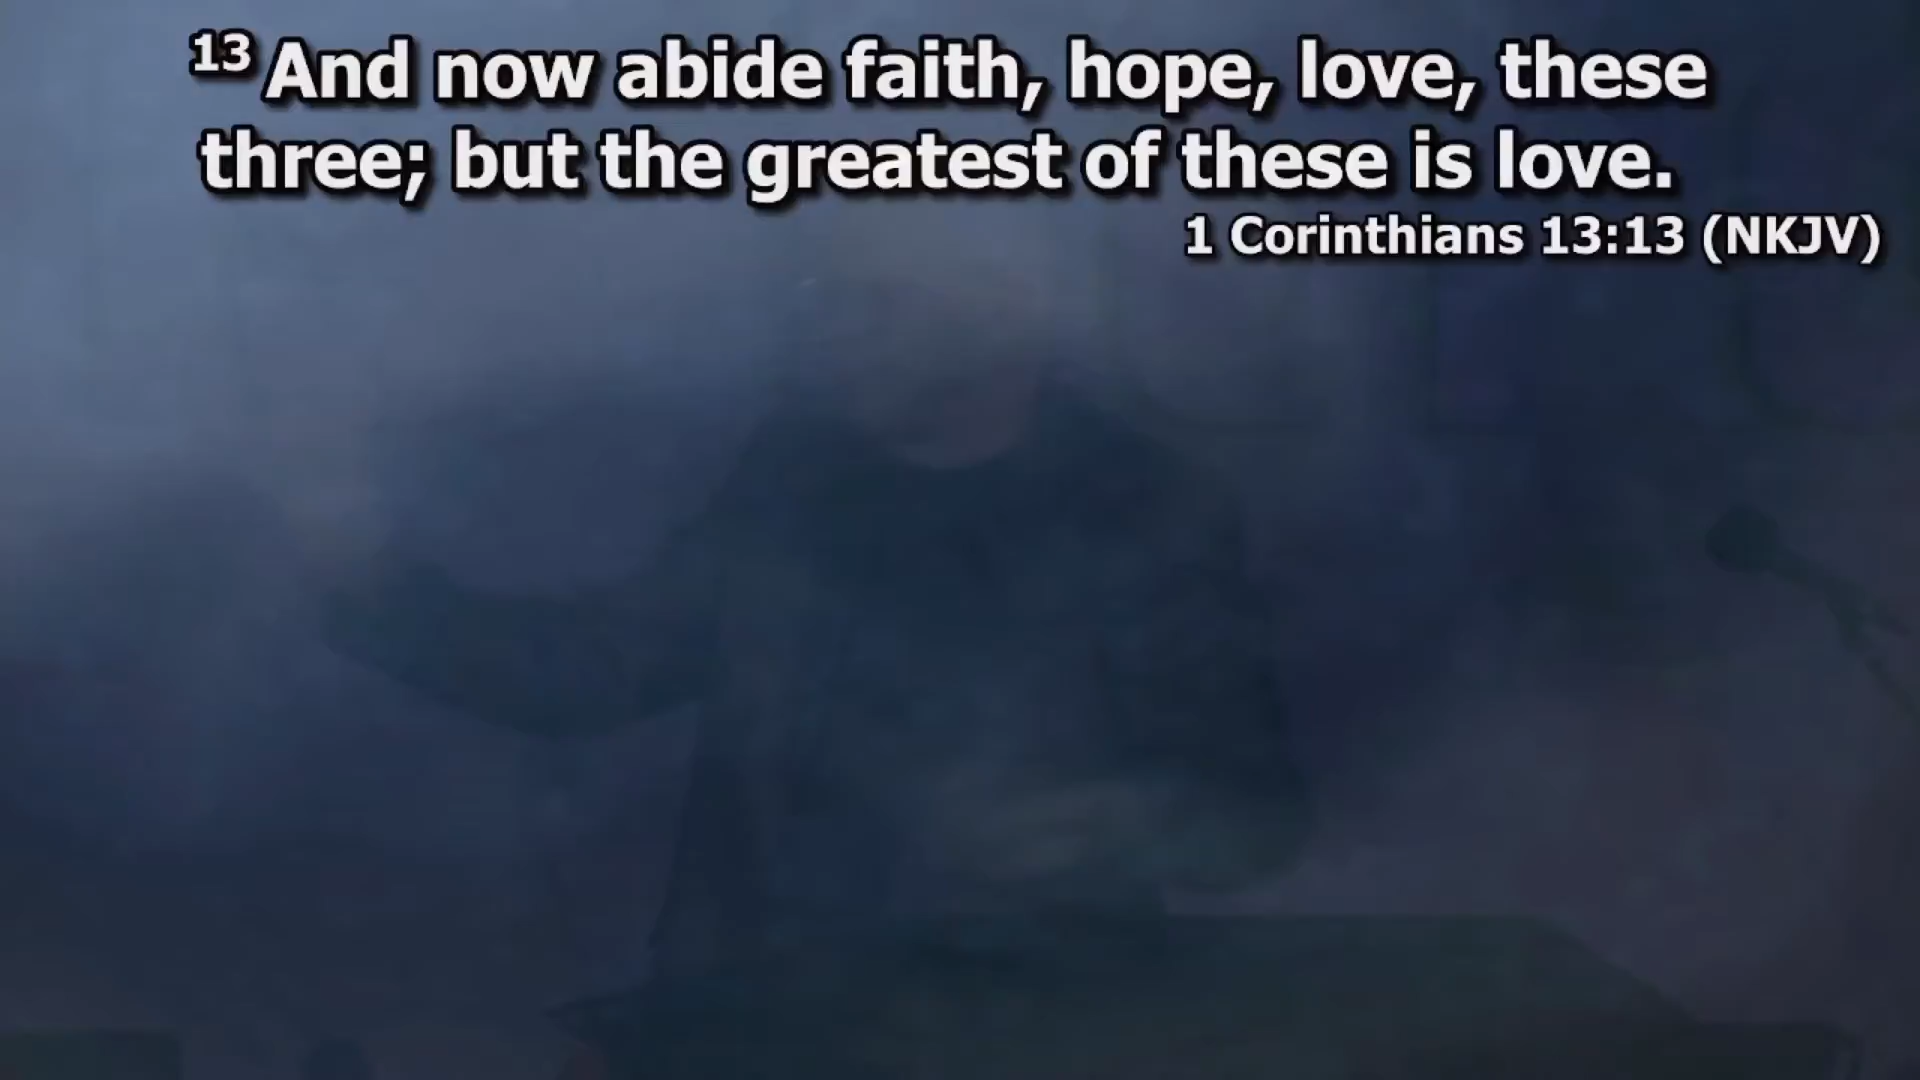 13 And now abide faith, hope, love, these
three; but the greatest of these is love.
1 Corinthians 13:13 (NKJV)